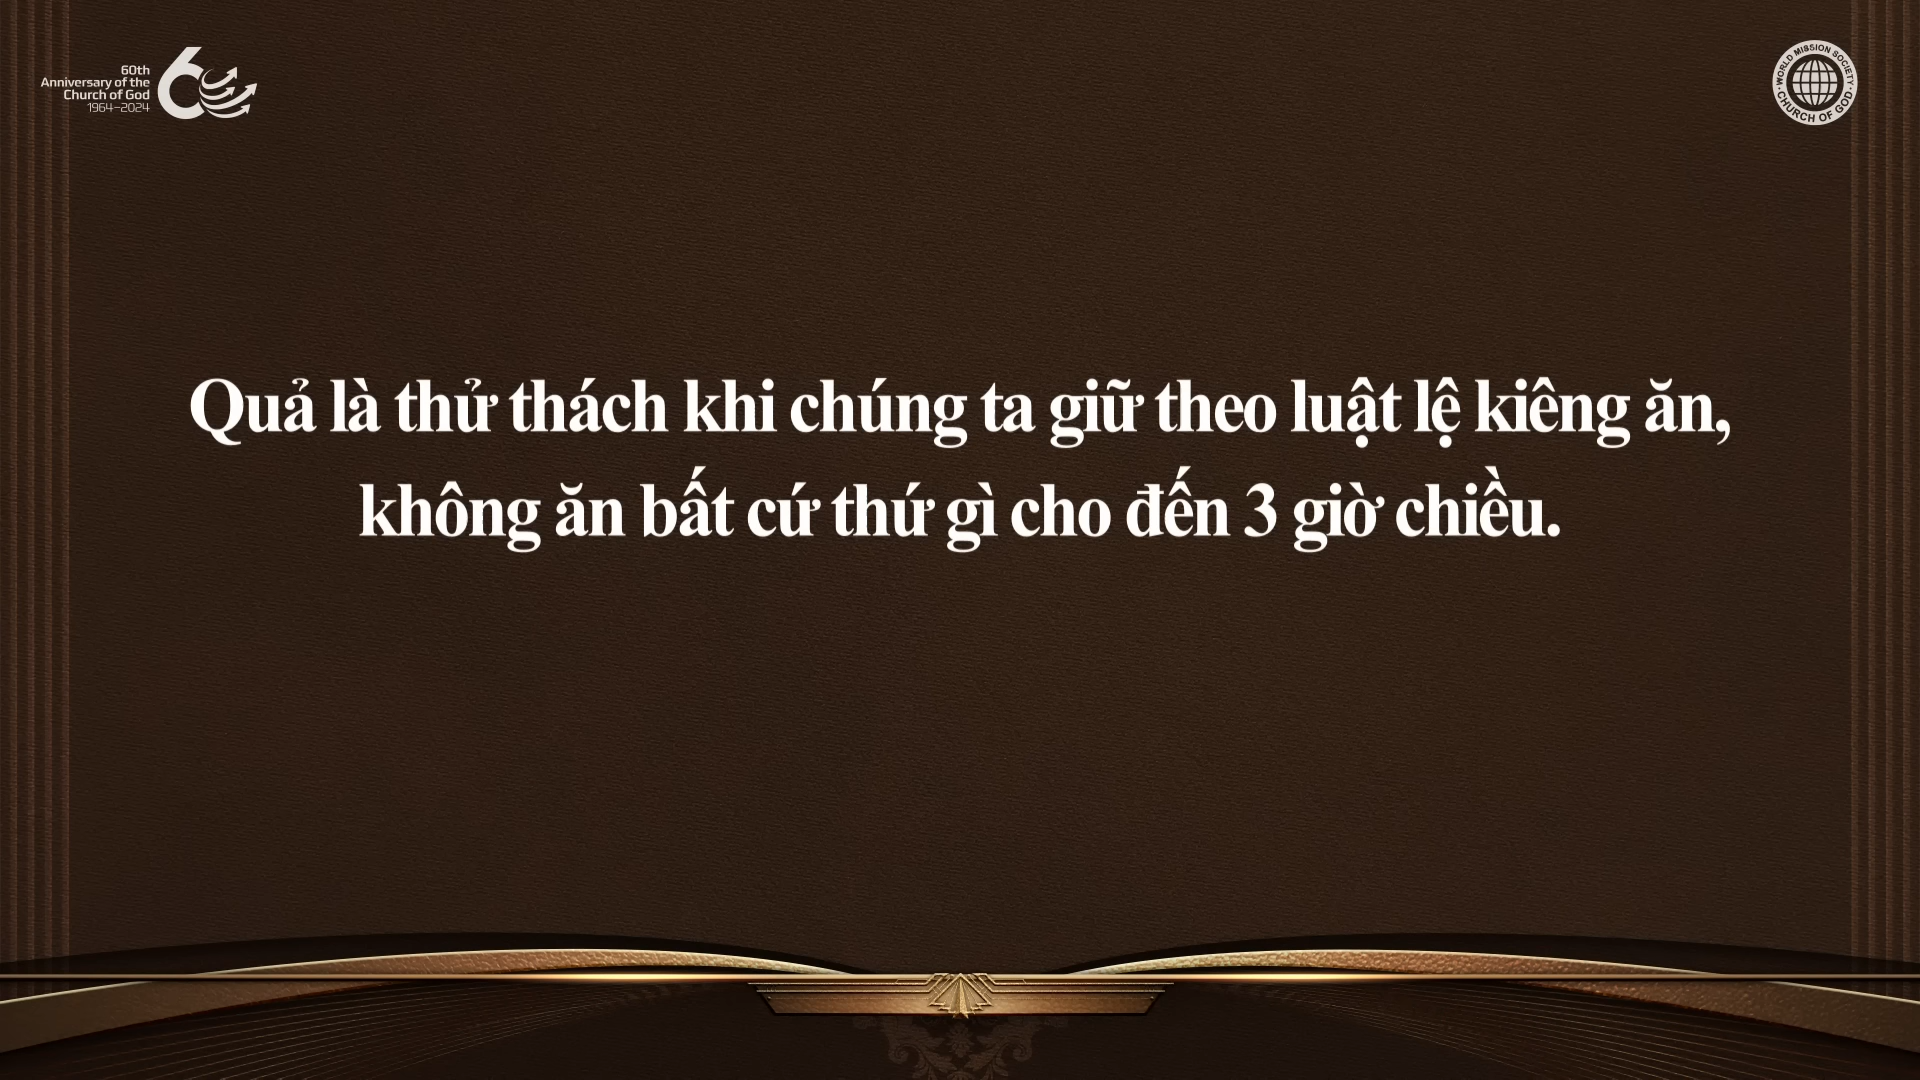 60th
Anniversary of the
Church of God
1964–2024
60
WORLD MISSION SOCIETY
CHURCH OF GOD
Quả là thử thách khi chúng ta giữ theo luật lệ kiêng ăn,
không ăn bất cứ thứ gì cho đến 3 giờ chiều.